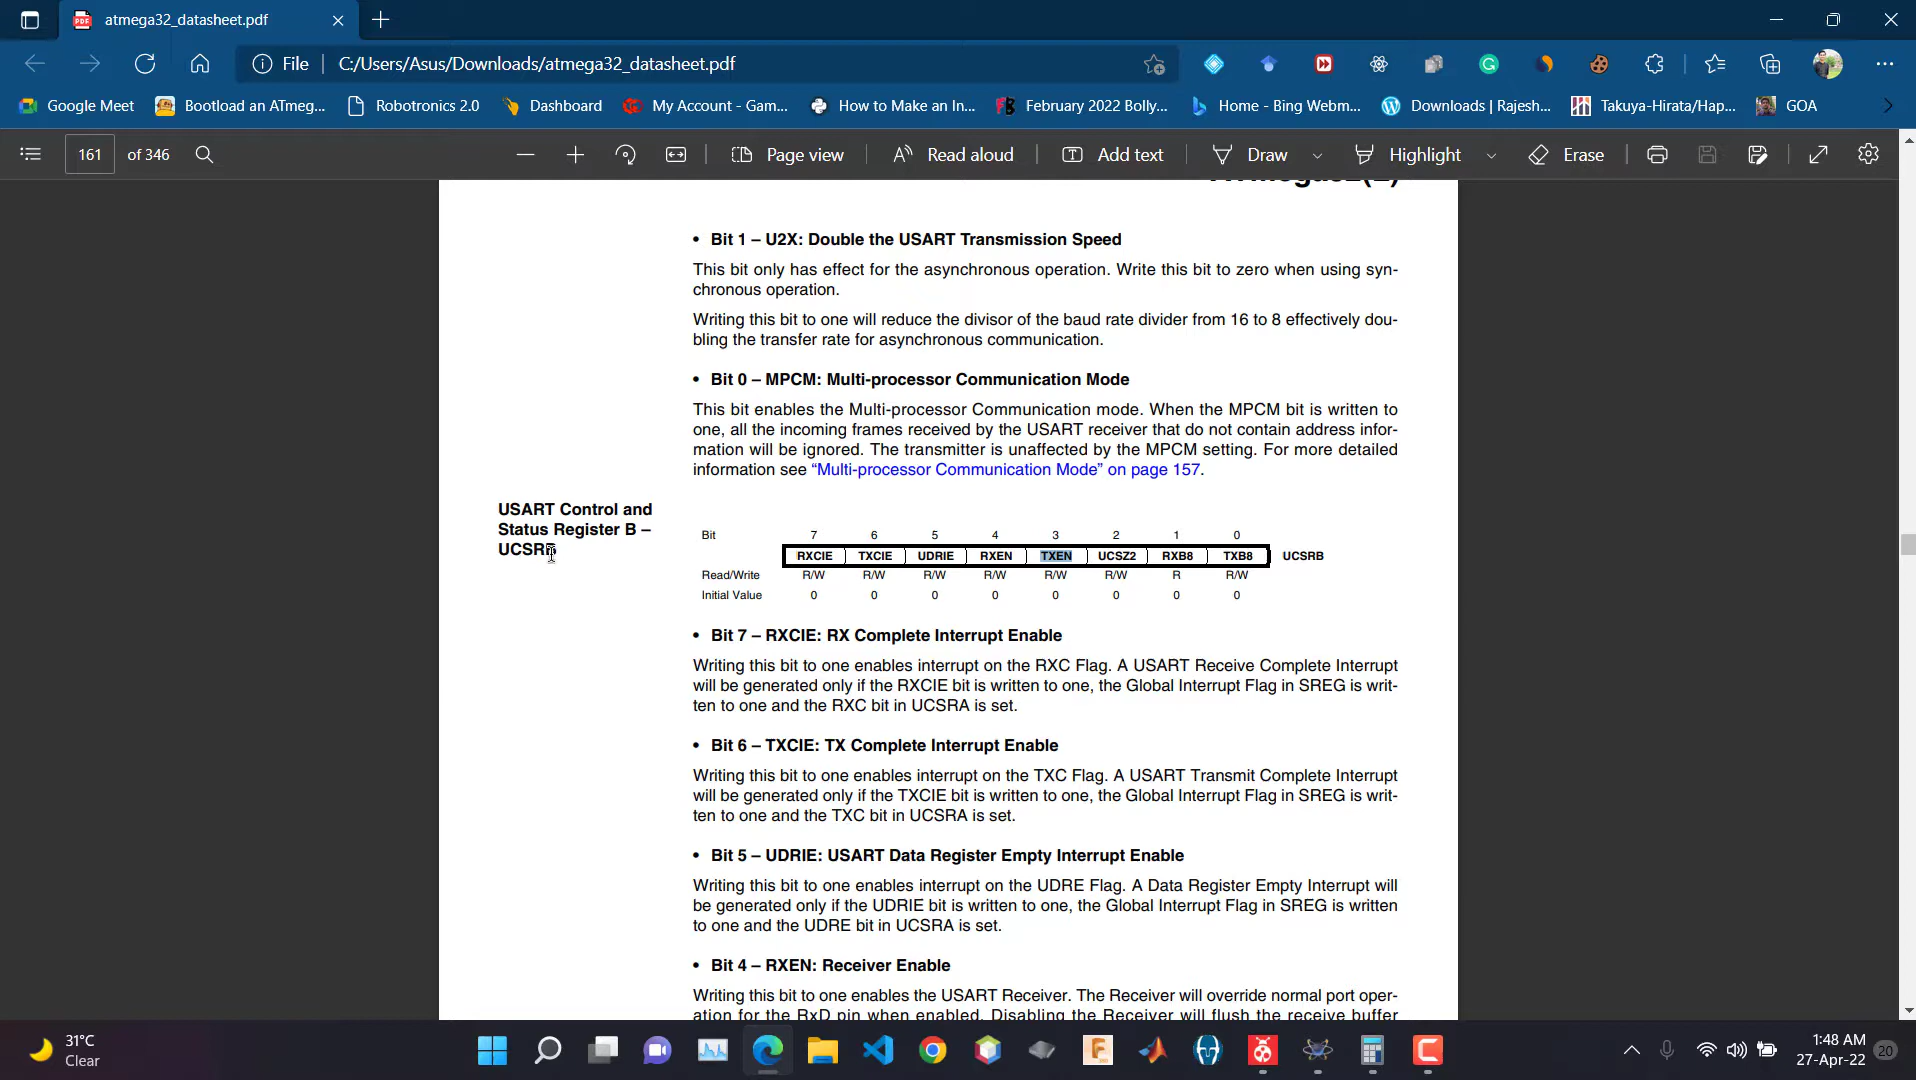 atmega32_datasheet.pdf
File
C:/Users/Asus/Downloads/atmega32_datasheet.pdf
Google Meet
Bootload an ATmeg...
Robotronics 2.0
Dashboard
My Account - Gam...
How to Make an In...
February 2022 Bolly...
Home - Bing Webm...
Downloads | Rajesh...
Takuya-Hirata/Hap...
GOA
161 of 346
Page view
Read aloud
Add text
Draw
Highlight
Erase
• Bit 1 – U2X: Double the USART Transmission Speed
This bit only has effect for the asynchronous operation. Write this bit to zero when using syn-
chronous operation.
Writing this bit to one will reduce the divisor of the baud rate divider from 16 to 8 effectively dou-
bling the transfer rate for asynchronous communication.
• Bit 0 – MPCM: Multi-processor Communication Mode
This bit enables the Multi-processor Communication mode. When the MPCM bit is written to
one, all the incoming frames received by the USART receiver that do not contain address infor-
mation will be ignored. The transmitter is unaffected by the MPCM setting. For more detailed
information see “Multi-processor Communication Mode” on page 157.
USART Control and
Status Register B –
UCSRB
Bit 7 6 5 4 3 2 1 0
RXCIE TXCIE UDRIE RXEN TXEN UCSZ2 RXB8 TXB8 UCSRB
Read/Write R/W R/W R/W R/W R/W R/W R R/W
Initial Value 0 0 0 0 0 0 0 0
• Bit 7 – RXCIE: RX Complete Interrupt Enable
Writing this bit to one enables interrupt on the RXC Flag. A USART Receive Complete Interrupt
will be generated only if the RXCIE bit is written to one, the Global Interrupt Flag in SREG is writ-
ten to one and the RXC bit in UCSRA is set.
• Bit 6 – TXCIE: TX Complete Interrupt Enable
Writing this bit to one enables interrupt on the TXC Flag. A USART Transmit Complete Interrupt
will be generated only if the TXCIE bit is written to one, the Global Interrupt Flag in SREG is writ-
ten to one and the TXC bit in UCSRA is set.
• Bit 5 – UDRIE: USART Data Register Empty Interrupt Enable
Writing this bit to one enables interrupt on the UDRE Flag. A Data Register Empty Interrupt will
be generated only if the UDRIE bit is written to one, the Global Interrupt Flag in SREG is written
to one and the UDRE bit in UCSRA is set.
• Bit 4 – RXEN: Receiver Enable
Writing this bit to one enables the USART Receiver. The Receiver will override normal port oper-
ation for the RxD pin when enabled. Disabling the Receiver will flush the receive buffer
31°C
Clear
1:48 AM
27-Apr-22
20